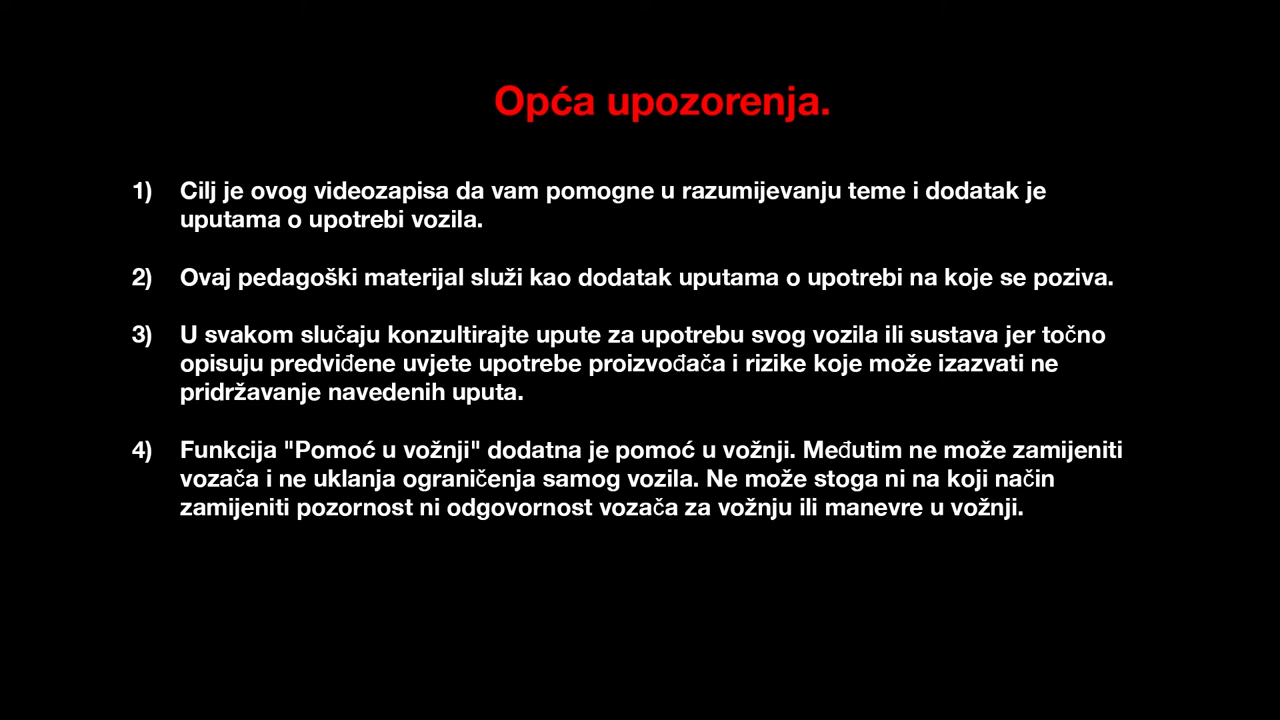 Opća upozorenja.
1) Cilj je ovog videozapisa da vam pomogne u razumijevanju teme i dodatak je
uputama o upotrebi vozila.
2) Ovaj pedagoški materijal služi kao dodatak uputama o upotrebi na koje se poziva.
3) U svakom slučaju konzultirajte upute za upotrebu svog vozila ili sustava jer točno
opisuju predviđene uvjete upotrebe proizvođača i rizike koje može izazvati ne
pridržavanje navedenih uputa.
4) Funkcija "Pomoć u vožnji" dodatna je pomoć u vožnji. Međutim ne može zamijeniti
vozača i ne uklanja ograničenja samog vozila. Ne može stoga ni na koji način
zamijeniti pozornost ni odgovornost vozača za vožnju ili manevre u vožnji.